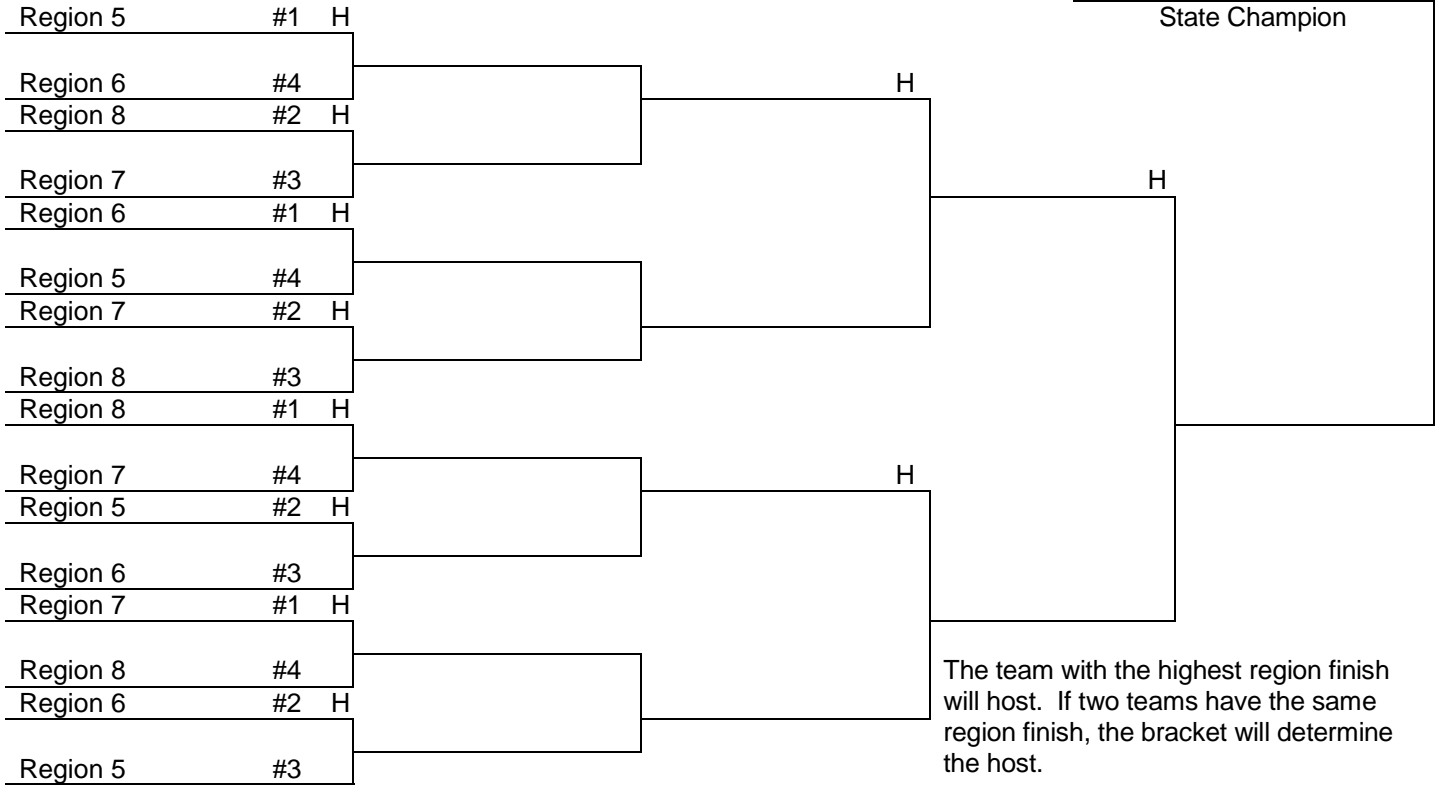 Region 5 #1 H
State Champion
Region 6 #4
H
Region 8 #2 H
Region 7 #3
H
Region 6 #1 H
Region 5 #4
Region 7 #2 H
Region 8 #3
Region 8 #1 H
Region 7 #4
H
Region 5 #2 H
Region 6 #3
Region 7 #1 H
Region 8 #4
Region 6 #2 H
Region 5 #3
The team with the highest region finish
will host. If two teams have the same
region finish, the bracket will determine
the host.